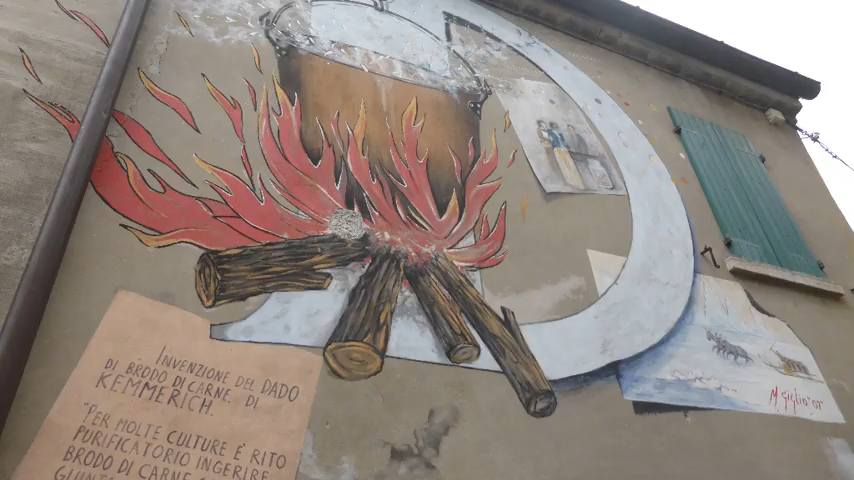 INVENZIONE DEL DADO
DI BRODO DI CARNE DI
KEMMERICH.
"PER MOLTE CULTURE È RITO
PURIFICATORIO INGERIRE
BRODO DI CARNE
M. Giglio '07